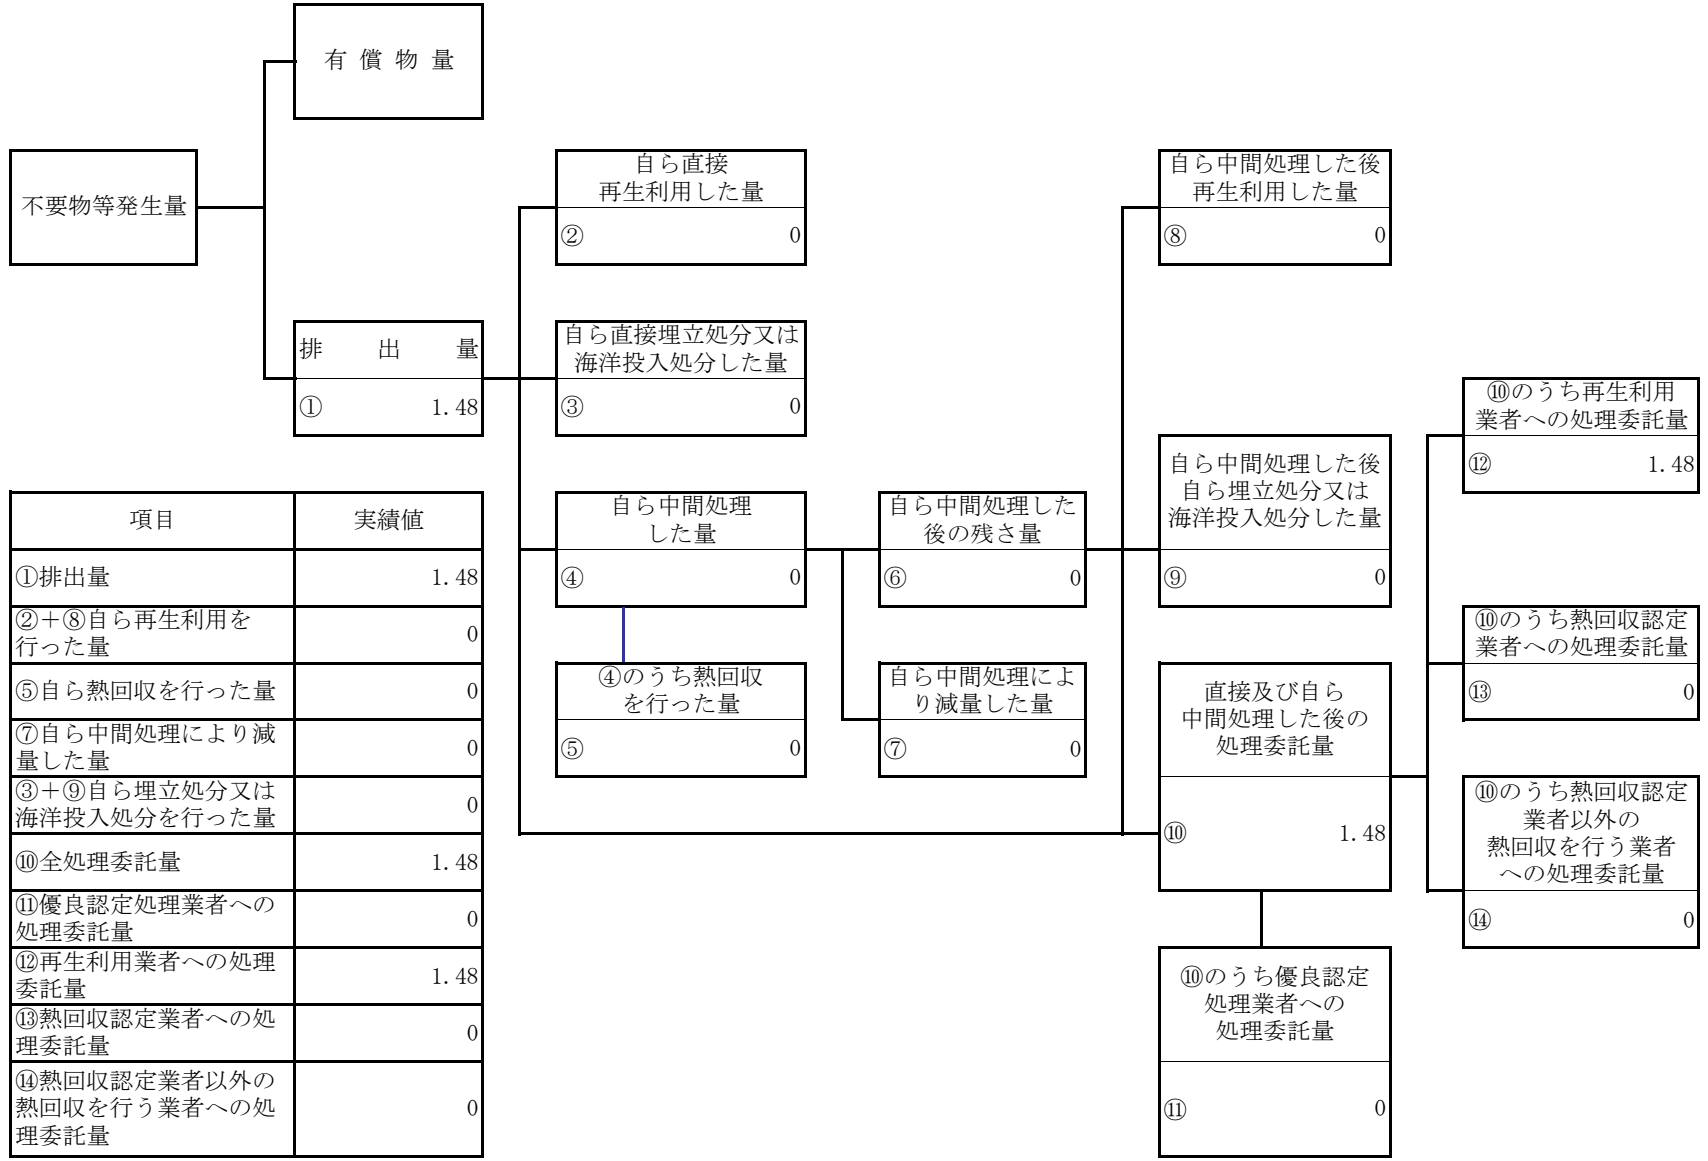 有償物量
不要物等発生量
自ら直接
再生利用した量
② 0
自ら中間処理した後
再生利用した量
⑧ 0
排出量
① 1.48
自ら直接埋立処分又は
海洋投入処分した量
③ 0
⑩のうち再生利用
業者への処理委託量
⑫ 1.48
自ら中間処理
した量
④ 0
自ら中間処理した
後の残さ量
⑥ 0
自ら中間処理した後
自ら埋立処分又は
海洋投入処分した量
⑨ 0
④のうち熱回収
を行った量
⑤ 0
自ら中間処理によ
り減量した量
⑦ 0
直接及び自ら
中間処理した後の
処理委託量
⑩ 1.48
⑩のうち熱回収認定
業者への処理委託量
⑬ 0
⑩のうち熱回収認定
業者以外の
熱回収を行う業者
への処理委託量
⑭ 0
⑩のうち優良認定
処理業者への
処理委託量
⑪ 0
項目 実績値
①排出量 1.48
②＋⑧自ら再生利用を
行った量 0
⑤自ら熱回収を行った量 0
⑦自ら中間処理により減
量した量 0
③＋⑨自ら埋立処分又は
海洋投入処分を行った量 0
⑩全処理委託量 1.48
⑪優良認定処理業者への
処理委託量 0
⑫再生利用業者への処理
委託量 1.48
⑬熱回収認定業者への処
理委託量 0
⑭熱回収認定業者以外の
熱回収を行う業者への処
理委託量 0